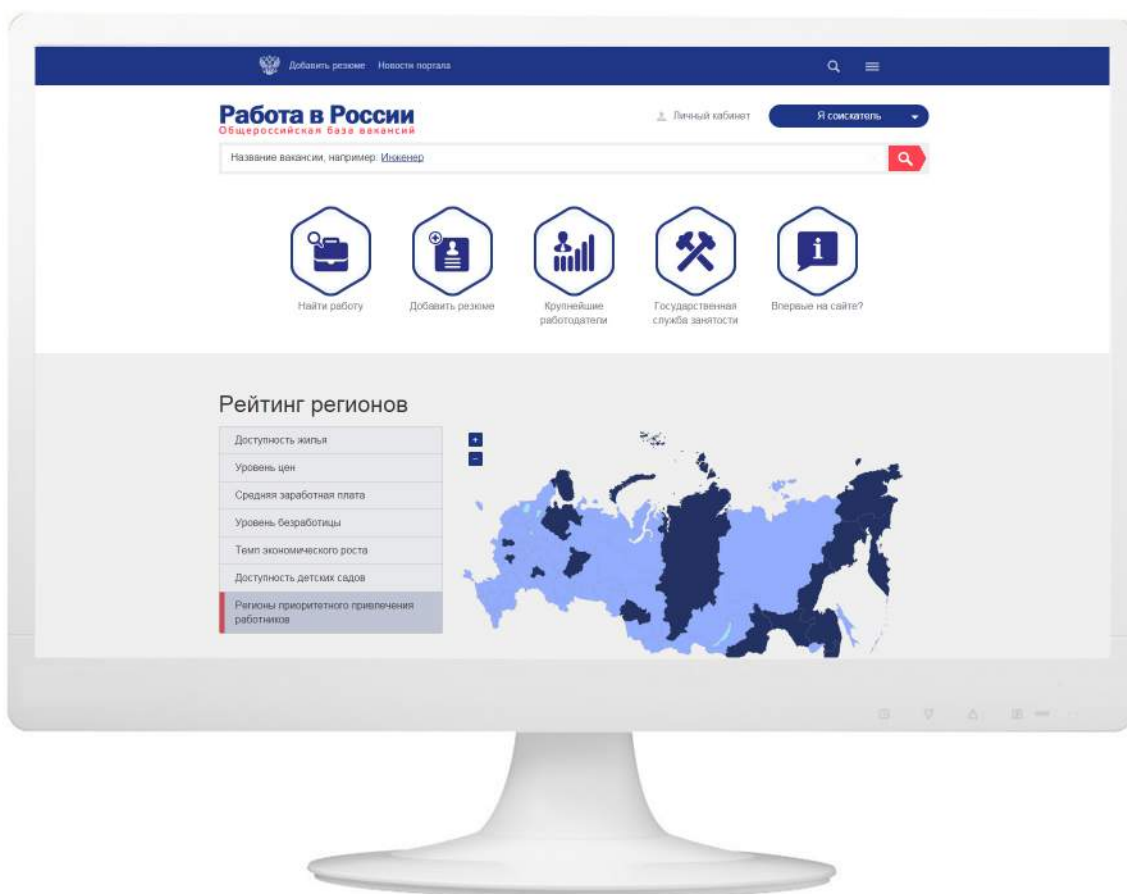 Добавить резюме Новости портала
Работа в России
Общероссийская база вакансий
Личный кабинет
Я соискатель
Название вакансии, например: Инженер
Найти работу
Добавить резюме
Крупнейшие
работодатели
Государственная
служба занятости
Впервые на сайте?
Рейтинг регионов
Доступность жилья
Уровень цен
Средняя заработная плата
Уровень безработицы
Темп экономического роста
Доступность детских садов
Регионы приоритетного привлечения
работников